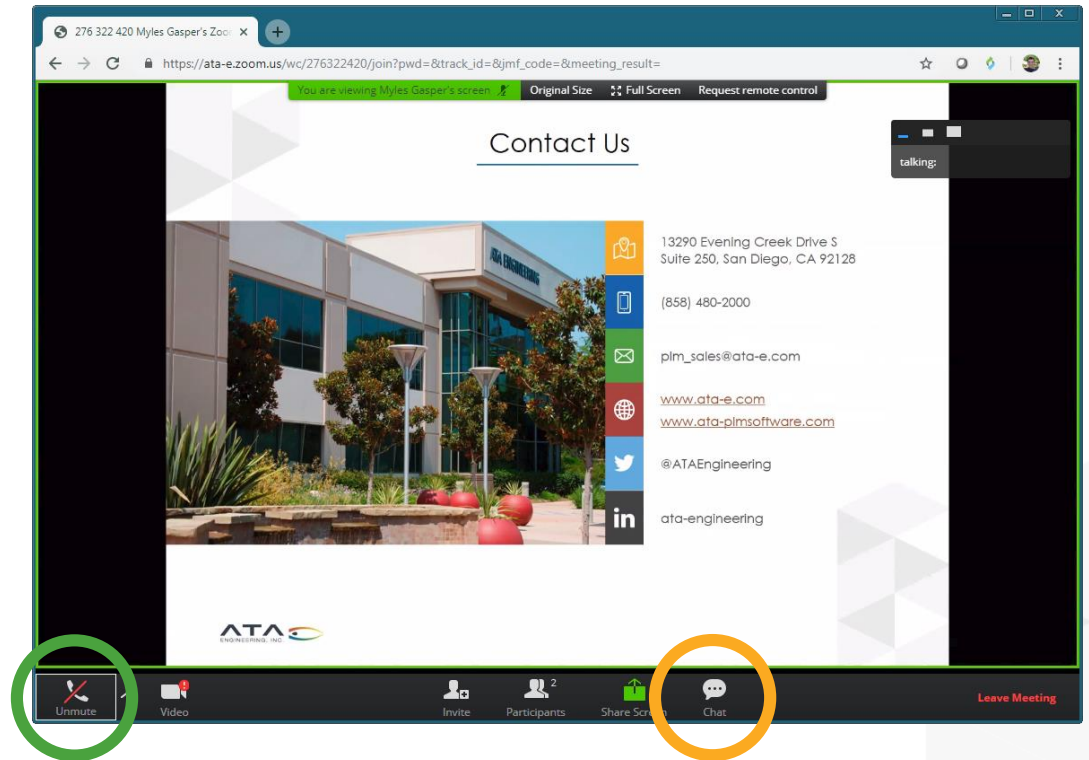 276 322 420 Myles Gasper's Zoo
https://ata-e.zoom.us/wc/276322420/join?pwd=&track_id=&jmf_code=&meeting_result=
You are viewing Myles Gasper's screen Original Size Full Screen Request remote control
talking:
Contact Us
ATA ENGINEERING
13290 Evening Creek Drive S
Suite 250, San Diego, CA 92128
(858) 480-2000
plm_sales@ata-e.com
www.ata-e.com
www.ata-plmsoftware.com
@ATAEngineering
in ata-engineering
ATA
ENGINEERING, INC
Unmute Video Invite Participants 2 Share Screen Chat Leave Meeting